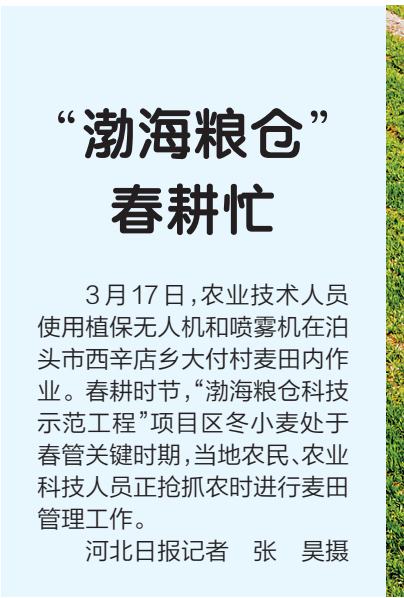 “渤海粮仓”
春耕忙
3月17日，农业技术人员
使用植保无人机和喷雾机在泊
头市西辛店乡大付村麦田内作
业。春耕时节，“渤海粮仓科技
示范工程”项目区冬小麦处于
春管关键时期，当地农民、农业
科技人员正抢抓农时进行麦田
管理工作。
河北日报记者　张　昊摄